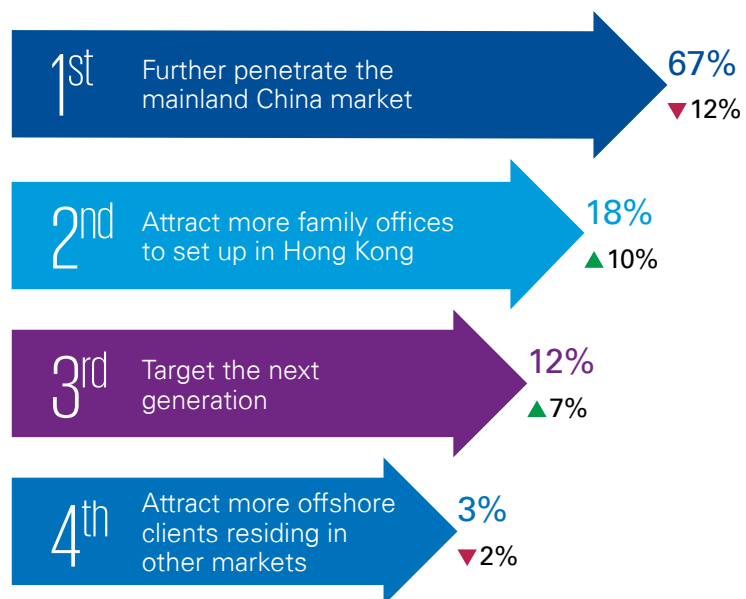 1st
Further penetrate the
mainland China market
67%
▼12%
2nd
Attract more family offices
to set up in Hong Kong
18%
▲10%
3rd
Target the next
generation
12%
▲7%
4th
Attract more offshore
clients residing in
other markets
3%
▼2%